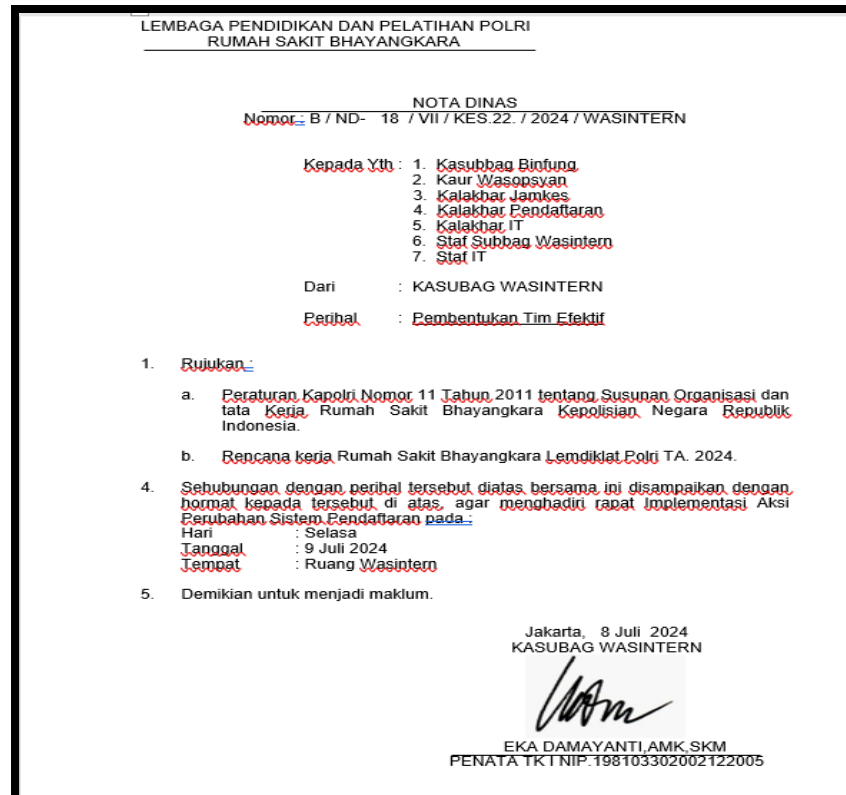 LEMBAGA PENDIDIKAN DAN PELATIHAN POLRI
RUMAH SAKIT BHAYANGKARA
NOTA DINAS
Nomor : B / ND- 18 / VII / KES.22. / 2024 / WASINTERN
Kepada Yth : 1. Kasubbag Binfung
2. Kaur Wasopsyan
3. Kalakhar Jamkes
4. Kalakhar Pendaftaran
5. Kalakhar IT
6. Staf Subbag Wasintern
7. Staf IT
Dari : KASUBAG WASINTERN
Perihal : Pembentukan Tim Efektif
1. Rujukan :
a. Peraturan Kapolri Nomor 11 Tahun 2011 tentang Susunan Organisasi dan
tata Kerja Rumah Sakit Bhayangkara Kepolisian Negara Republik
Indonesia.
b. Rencana kerja Rumah Sakit Bhayangkara Lemdiklat Polri TA. 2024.
4. Sehubungan dengan perihal tersebut diatas bersama ini disampaikan dengan
hormat kepada tersebut di atas, agar menghadiri rapat Implementasi Aksi
Perubahan Sistem Pendaftaran pada :
Hari : Selasa
Tanggal : 9 Juli 2024
Tempat : Ruang Wasintern
5. Demikian untuk menjadi maklum.
Jakarta, 8 Juli 2024
KASUBAG WASINTERN
EKA DAMAYANTI,AMK,SKM
PENATA TK I NIP.198103302002122005